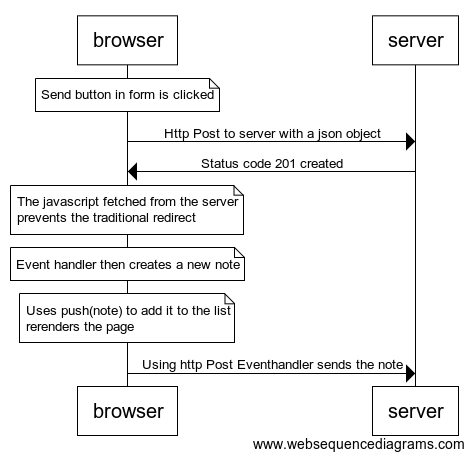 browser
server
Send button in form is clicked
Http Post to server with a json object
Status code 201 created
The javascript fetched from the server
prevents the traditional redirect
Event handler then creates a new note
Uses push(note) to add it to the list
rerenders the page
Using http Post Eventhandler sends the note
browser
server
www.websequencediagrams.com